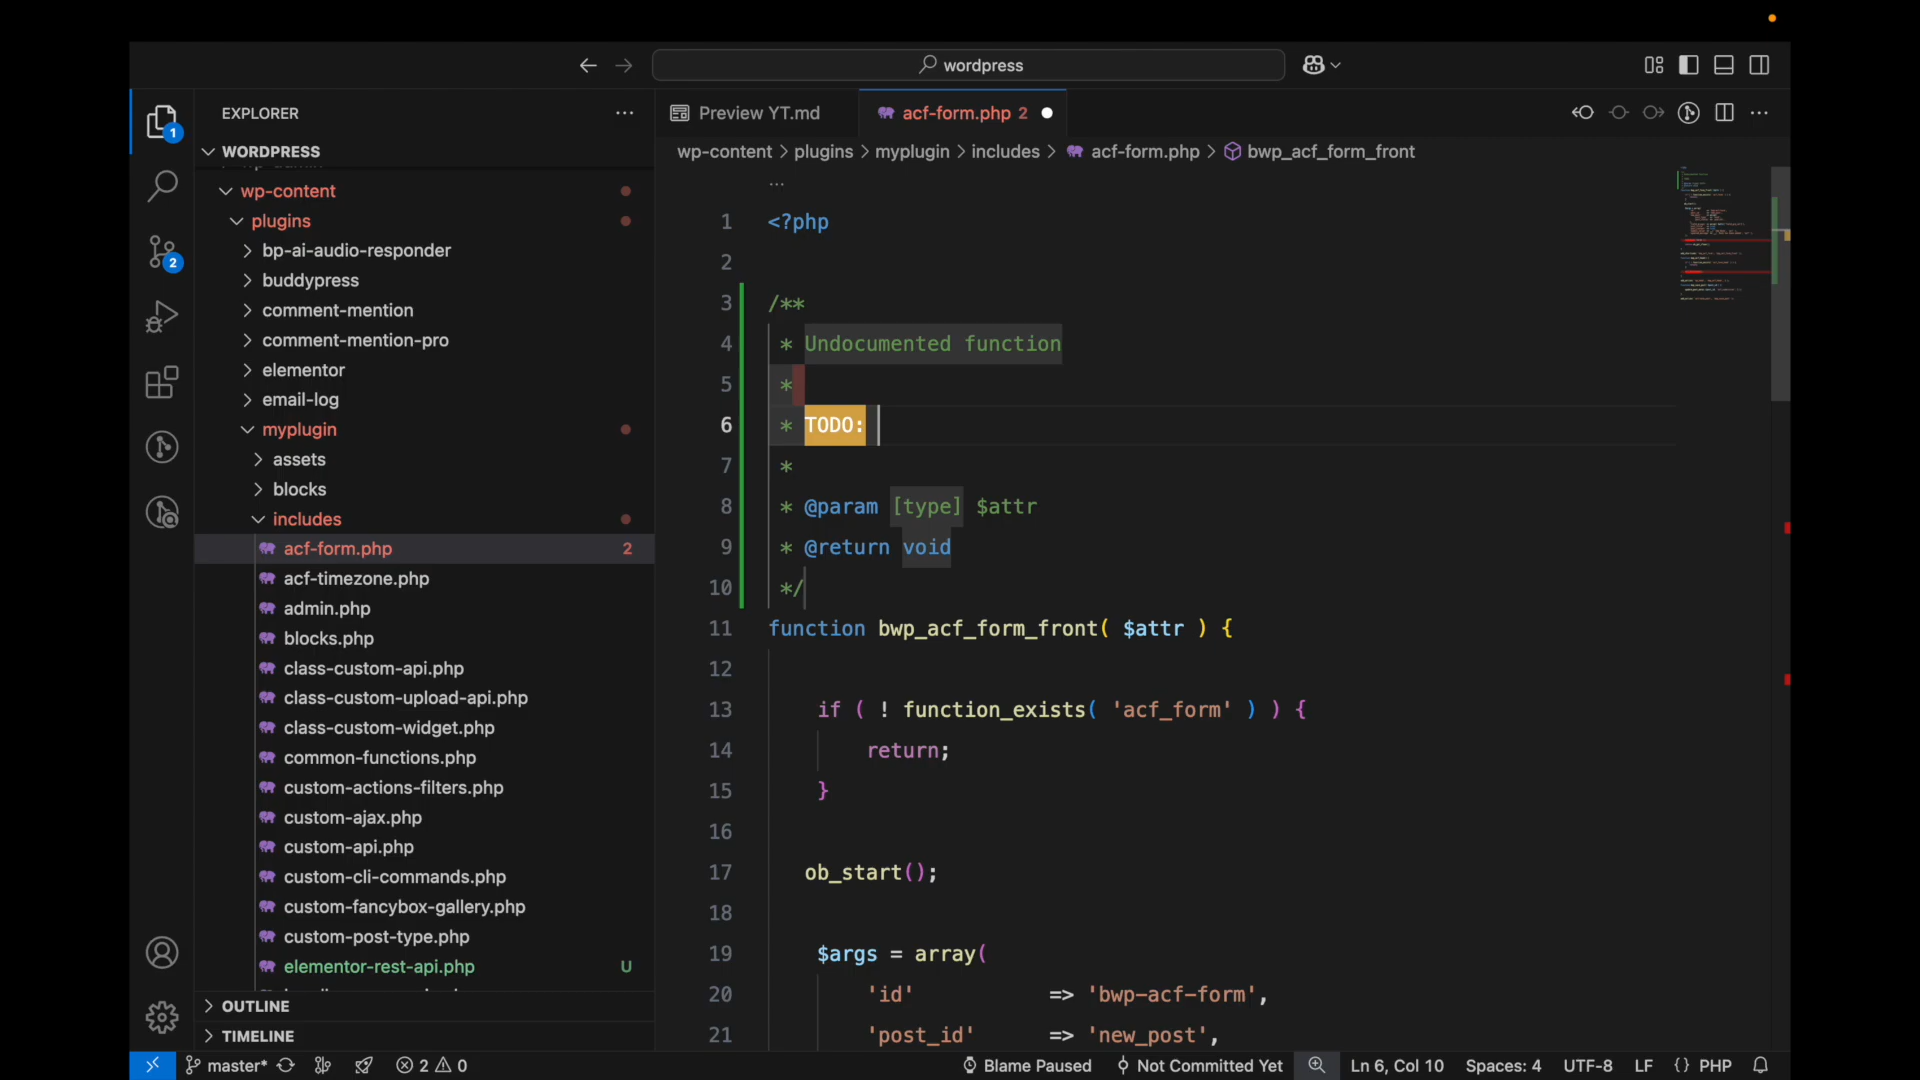 wordpress
EXPLORER
WORDPRESS
wp-content
plugins
bp-ai-audio-responder
buddypress
comment-mention
comment-mention-pro
elementor
email-log
myplugin
assets
blocks
includes
acf-form.php 2
acf-timezone.php
admin.php
blocks.php
class-custom-api.php
class-custom-upload-api.php
class-custom-widget.php
common-functions.php
custom-actions-filters.php
custom-ajax.php
custom-api.php
custom-cli-commands.php
custom-fancybox-gallery.php
custom-post-type.php
elementor-rest-api.php U
OUTLINE
TIMELINE
1
2
Preview YT.md
acf-form.php 2
wp-content > plugins > myplugin > includes > acf-form.php > bwp_acf_form_front
...
1 <?php
2
3 /**
4 * Undocumented function
5 *
6 * TODO:
7 *
8 * @param [type] $attr
9 * @return void
10 */
11 function bwp_acf_form_front( $attr ) {
12
13 if ( ! function_exists( 'acf_form' ) ) {
14 return;
15 }
16
17 ob_start();
18
19 $args = array(
20 'id' => 'bwp-acf-form',
21 'post_id' => 'new_post',
master* 2 0 Blame Paused Not Committed Yet Ln 6, Col 10 Spaces: 4 UTF-8 LF {} PHP